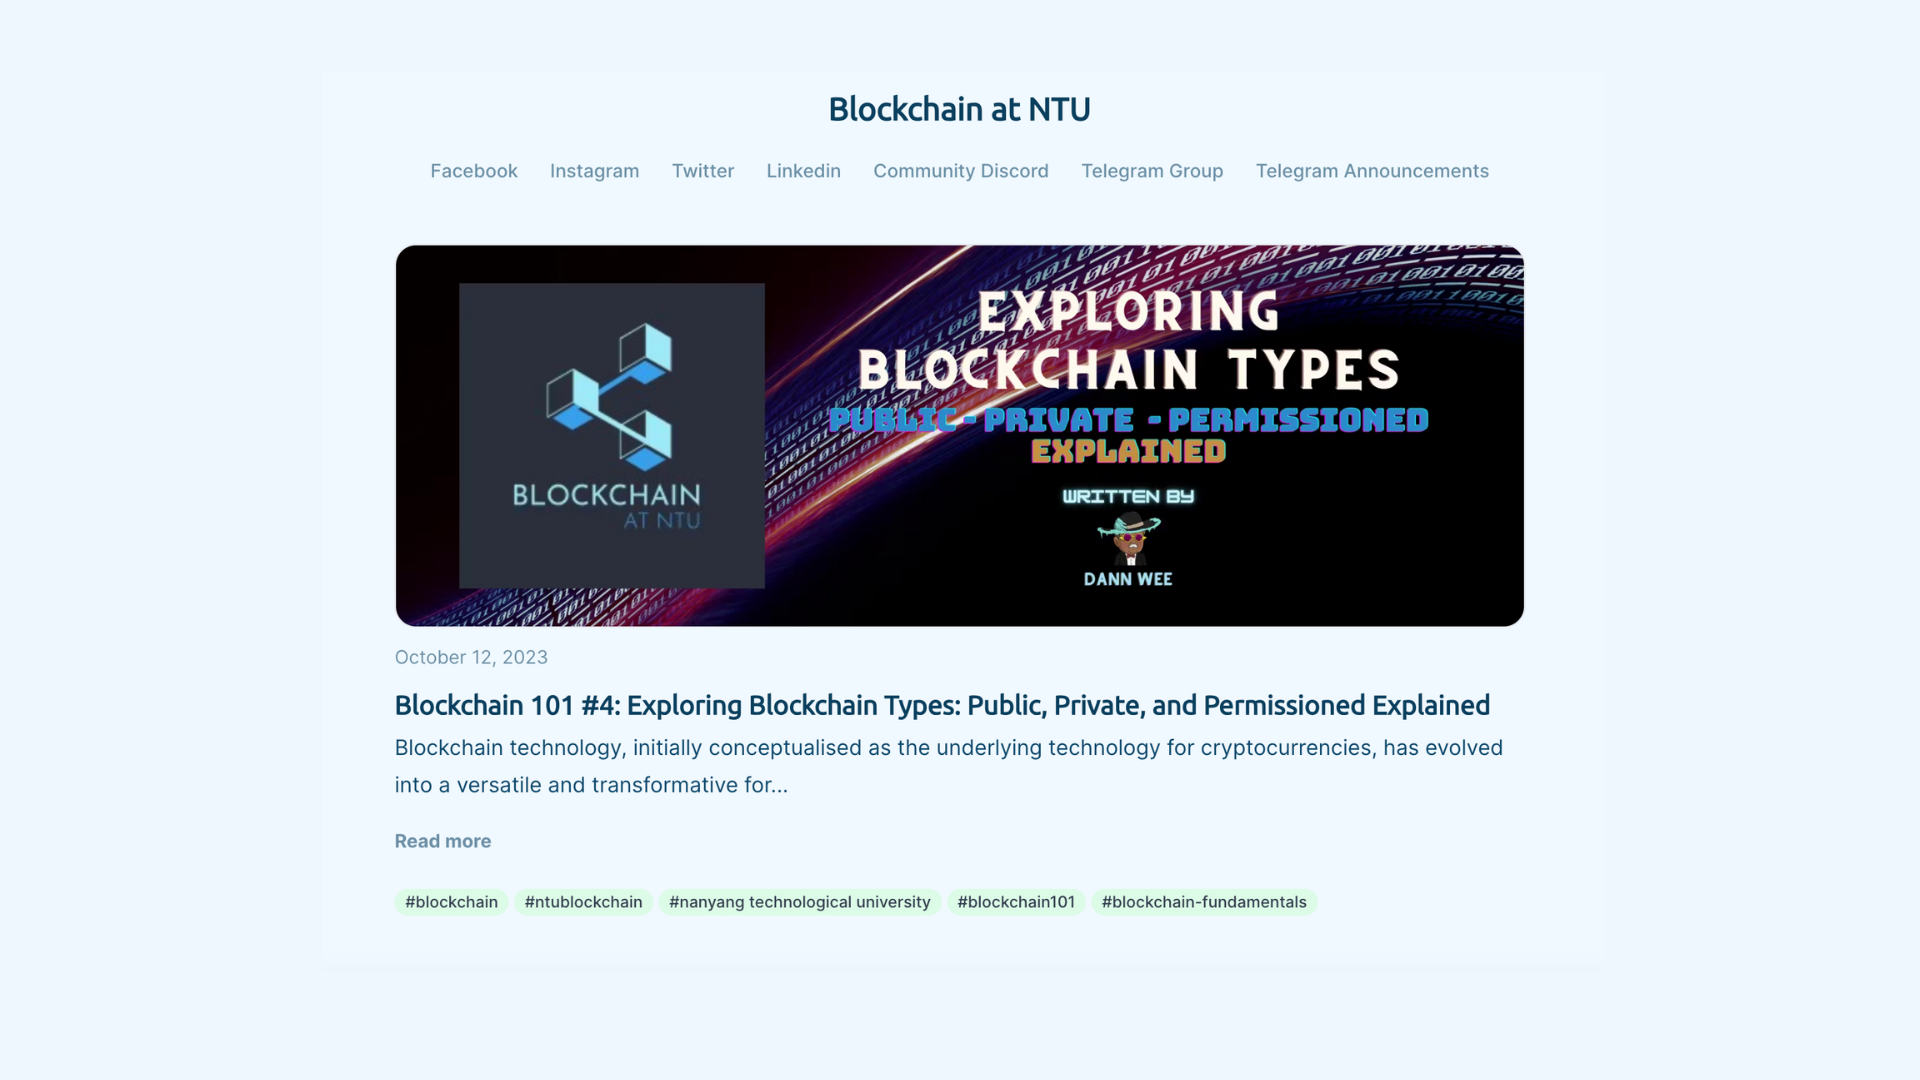 Blockchain at NTU
Facebook Instagram Twitter Linkedin Community Discord Telegram Group Telegram Announcements
EXPLORING
BLOCKCHAIN TYPES
PUBLIC - PRIVATE - PERMISSIONED
EXPLAINED
WRITTEN BY
DANN WEE
BLOCKCHAIN
AT NTU
October 12, 2023
Blockchain 101 #4: Exploring Blockchain Types: Public, Private, and Permissioned Explained
Blockchain technology, initially conceptualised as the underlying technology for cryptocurrencies, has evolved
into a versatile and transformative for...
Read more
#blockchain #ntublockchain #nanyang technological university #blockchain101 #blockchain-fundamentals